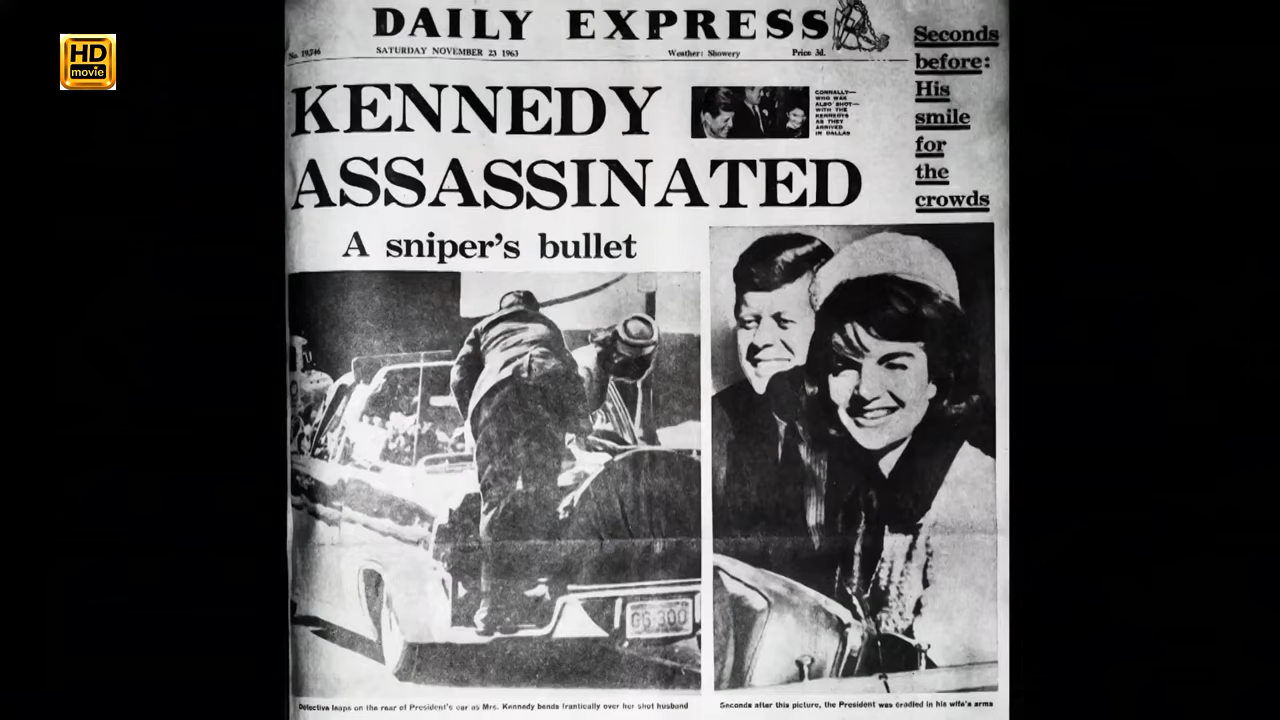 HD
movie
DAILY EXPRESS
No. 19,746
SATURDAY NOVEMBER 23 1963
Weather: Showery
Price 3d.
KENNEDY
ASSASSINATED
CONNALLY—
WHO WAS
ALSO SHOT—
WITH THE
KENNEDYS
AS THEY
ARRIVED
IN DALLAS
Seconds
before:
His
smile
for
the
crowds
A sniper's bullet
GG 300
Detective leaps on the rear of President's car as Mrs. Kennedy bends frantically over her shot husband
Seconds after this picture, the President was cradled in his wife's arms